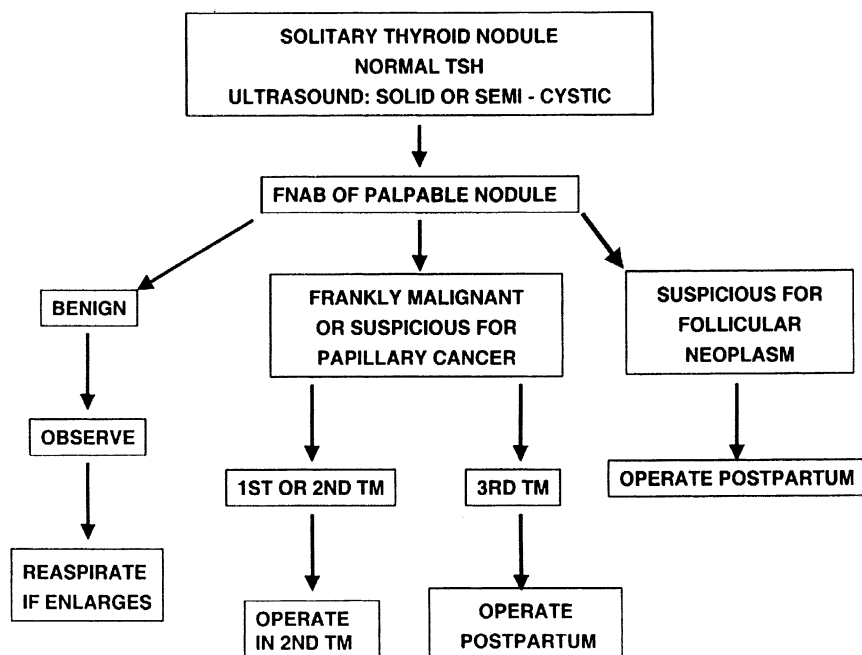 SOLITARY THYROID NODULE
NORMAL TSH
ULTRASOUND: SOLID OR SEMI - CYSTIC
FNAB OF PALPABLE NODULE
BENIGN
FRANKLY MALIGNANT
OR SUSPICIOUS FOR
PAPILLARY CANCER
SUSPICIOUS FOR
FOLLICULAR
NEOPLASM
OBSERVE
1ST OR 2ND TM
3RD TM
OPERATE POSTPARTUM
REASPIRATE
IF ENLARGES
OPERATE
IN 2ND TM
OPERATE
POSTPARTUM